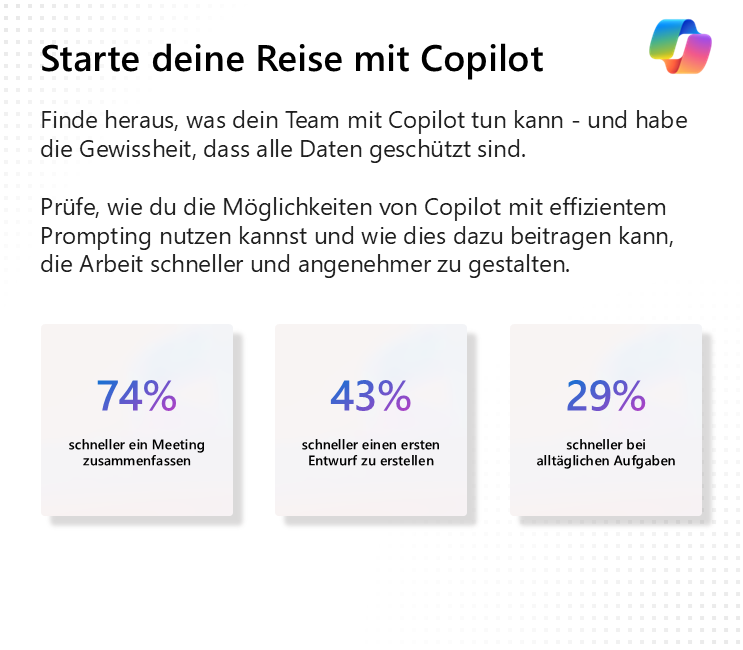 Starte deine Reise mit Copilot
Finde heraus, was dein Team mit Copilot tun kann - und habe
die Gewissheit, dass alle Daten geschützt sind.
Prüfe, wie du die Möglichkeiten von Copilot mit effizientem
Prompting nutzen kannst und wie dies dazu beitragen kann,
die Arbeit schneller und angenehmer zu gestalten.
74%
schneller ein Meeting
zusammenfassen
43%
schneller einen ersten
Entwurf zu erstellen
29%
schneller bei
alltäglichen Aufgaben